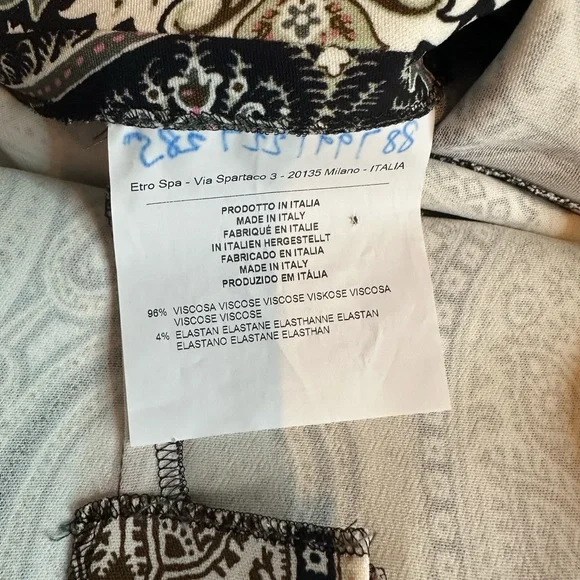 Etro Spa - Via Spartaco 3 - 20135 Milano - ITALIA
PRODOTTO IN ITALIA
MADE IN ITALY
FABRIQUÉ EN ITALIE
IN ITALIEN HERGESTELLT
FABRICADO EN ITALIA
MADE IN ITALY
PRODUZIDO EM ITÁLIA
96% VISCOSA VISCOSE VISCOSE VISKOSE VISCOSA
VISCOSE VISCOSE
4% ELASTAN ELASTANE ELASTHANNE ELASTAN
ELASTANO ELASTANE ELASTHAN